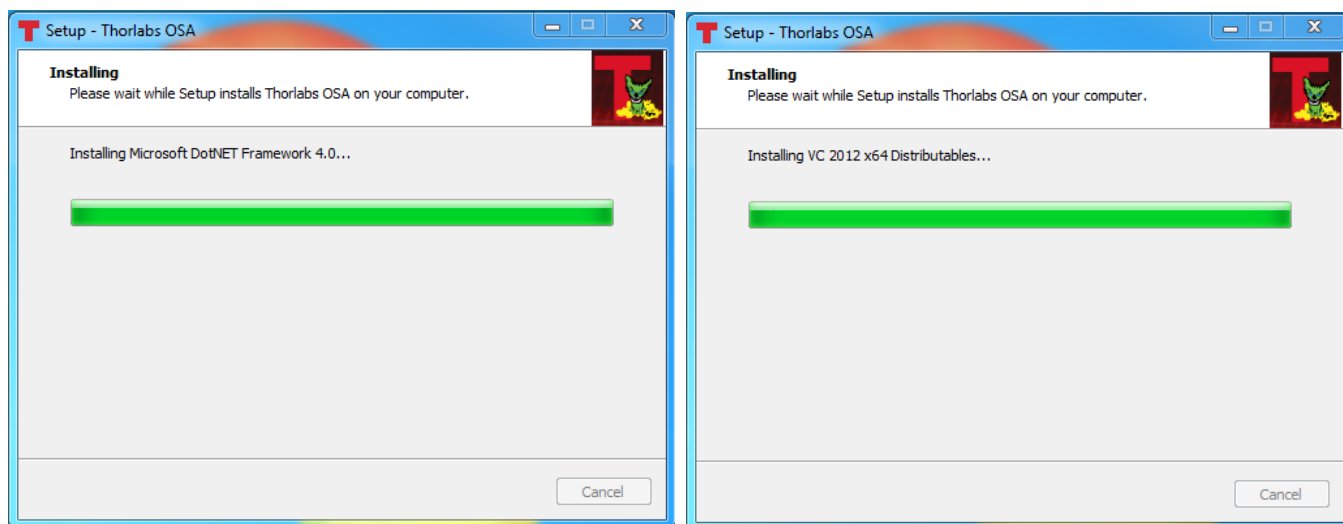 Setup - Thorlabs OSA
Installing
Please wait while Setup installs Thorlabs OSA on your computer.
Installing Microsoft DotNET Framework 4.0...
Cancel
Setup - Thorlabs OSA
Installing
Please wait while Setup installs Thorlabs OSA on your computer.
Installing VC 2012 x64 Distributables...
Cancel